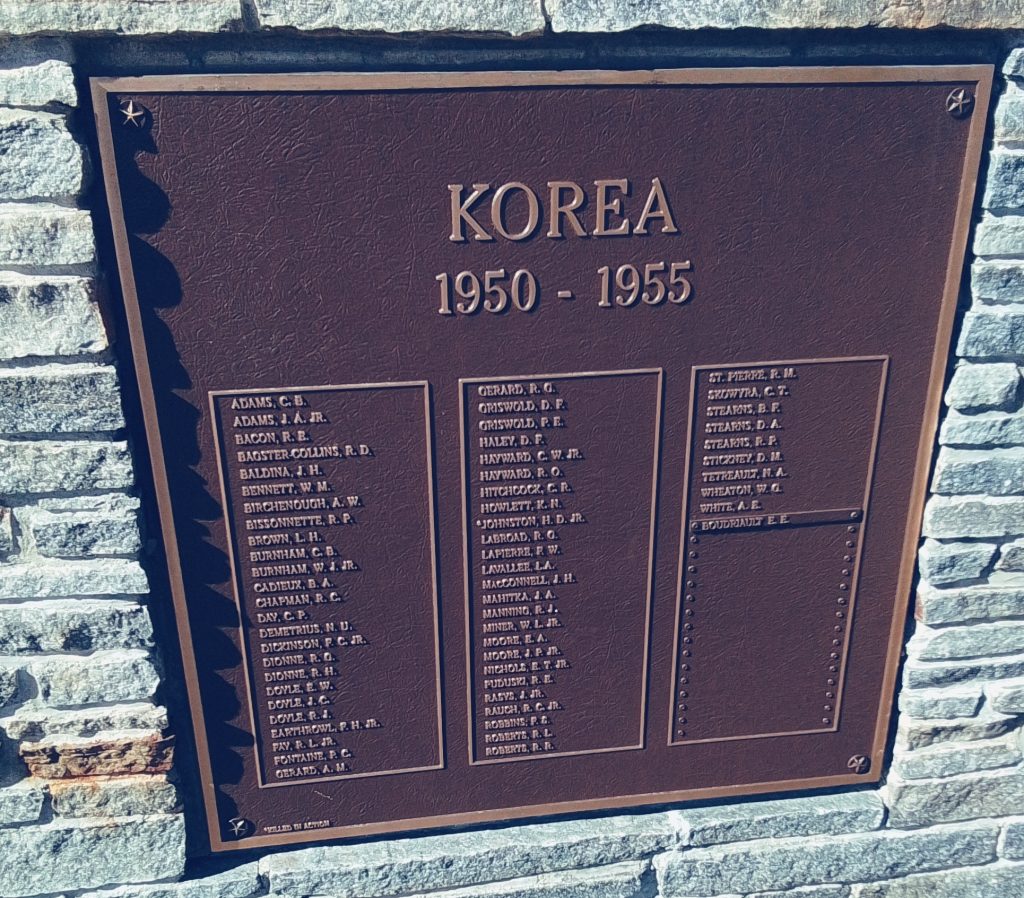 KOREA
1950 - 1955
ADAMS, C. B.
ADAMS, J. A. JR.
BACON, R. E.
BAGSTER-COLLINS, R. D.
BALDINA, J. H.
BENNETT, W. M.
BIRCHENOUGH, A. W.
BISSONNETTE, R. P.
BROWN, L. H.
BURNHAM, C. B.
BURNHAM, W. J. JR.
CADIEUX, B. A.
CHAPMAN, R. C.
DAY, C. P.
DEMETRIUS, N. U.
DICKINSON, F. C. JR.
DIONNE, R. G.
DIONNE, R. H.
DOYLE, E. W.
DOYLE, J. C.
DOYLE, R. J.
EARTHROWL, F. H. JR.
FAY, R. L. JR.
FONTAINE, P. C.
GERARD, A. M.
GERARD, R. G.
GRISWOLD, D. F.
GRISWOLD, P. E.
HALEY, D. F.
HAYWARD, C. W. JR.
HAYWARD, R. O.
HITCHCOCK, C. R.
HOWLETT, K. N.
*JOHNSTON, H. D. JR.
LABROAD, R. G.
LAPIERRE, F. W.
LAVALLEE, L.A.
MacCONNELL, J. H.
MAHITKA, J. A.
MANNING, R. J.
MINER, W. L. JR.
MOORE, E. A.
MOORE, J. P. JR.
NICHOLS, E. T. JR.
PUDUSKI, R. E.
RASYS, J. JR.
RAUCH, R. C. JR.
ROBBINS, F. S.
ROBERTS, R. L.
ROBERTS, R. R.
ST. PIERRE, R. M.
SKOWYRA, C. T.
STEARNS, B. F.
STEARNS, D. A.
STEARNS, R. P.
STICKNEY, D. M.
TETREAULT, N. A.
WHEATON, W. G.
WHITE, A. E.
BOUDRIAULT E. E.
*KILLED IN ACTION